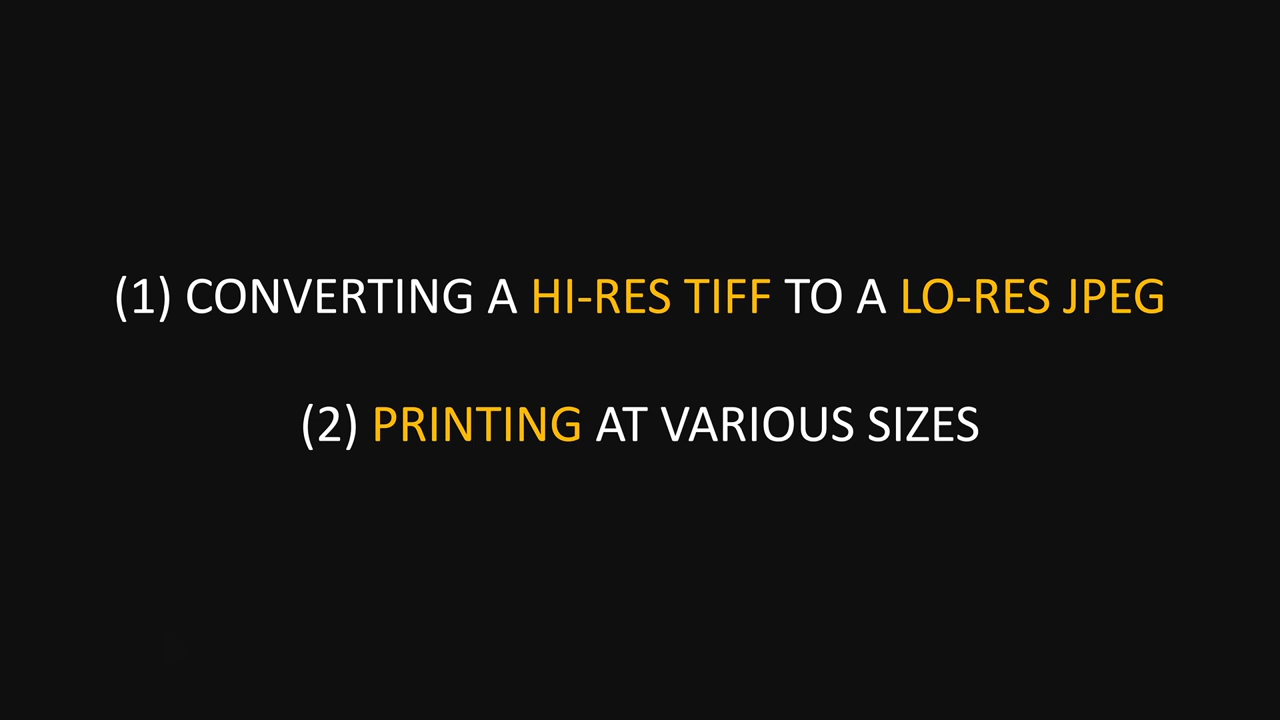 (1) CONVERTING A HI-RES TIFF TO A LO-RES JPEG
(2) PRINTING AT VARIOUS SIZES